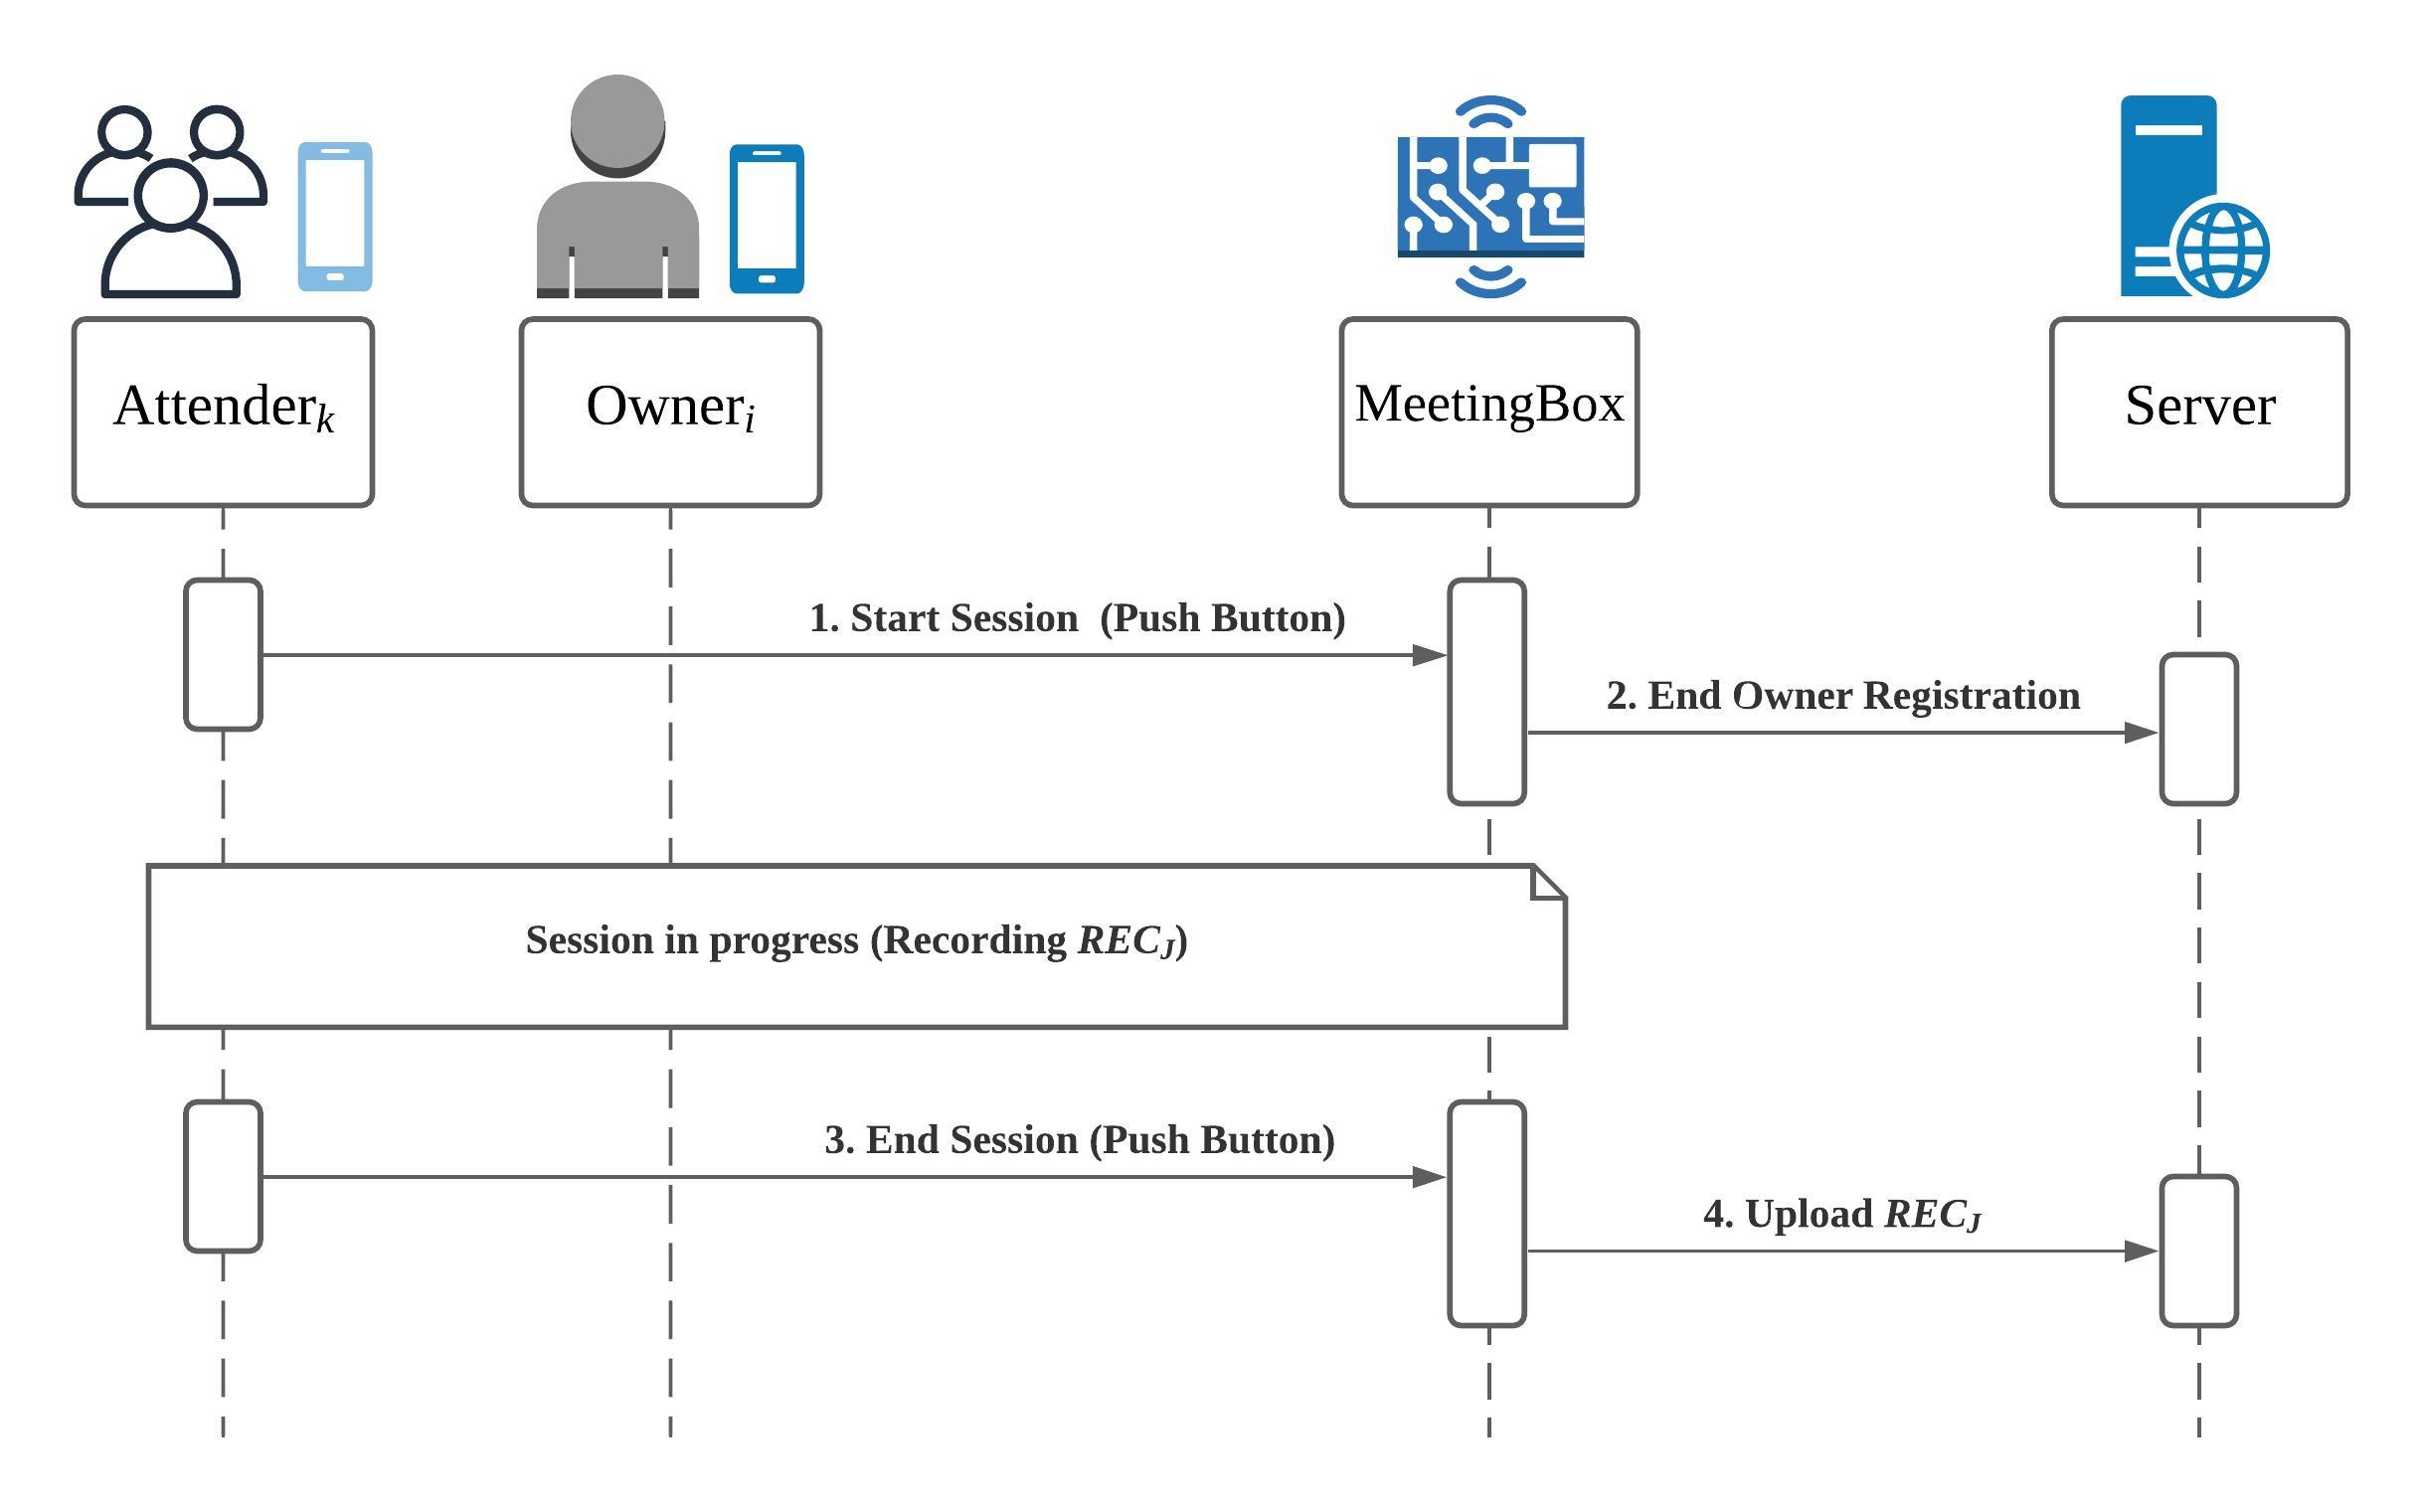 Attender_k
Owner_i
MeetingBox
Server
1. Start Session (Push Button)
2. End Owner Registration
Session in progress (Recording REC_J)
3. End Session (Push Button)
4. Upload REC_J